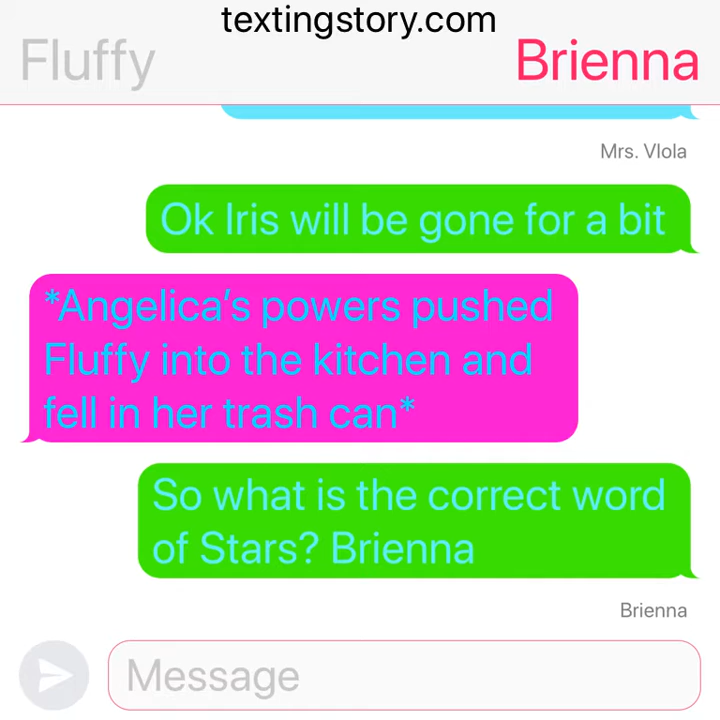 textingstory.com
Fluffy
Brienna
Mrs. Vlola
Ok Iris will be gone for a bit
*Angelica’s powers pushed
Fluffy into the kitchen and
fell in her trash can*
So what is the correct word
of Stars? Brienna
Brienna
Message